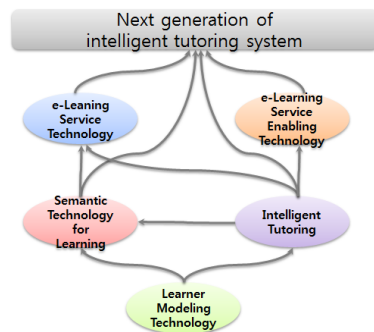 Next generation of
intelligent tutoring system
e-Leaning
Service
Technology
e-Learning
Service
Enabling
Technology
Semantic
Technology
for
Learning
Intelligent
Tutoring
Learner
Modeling
Technology